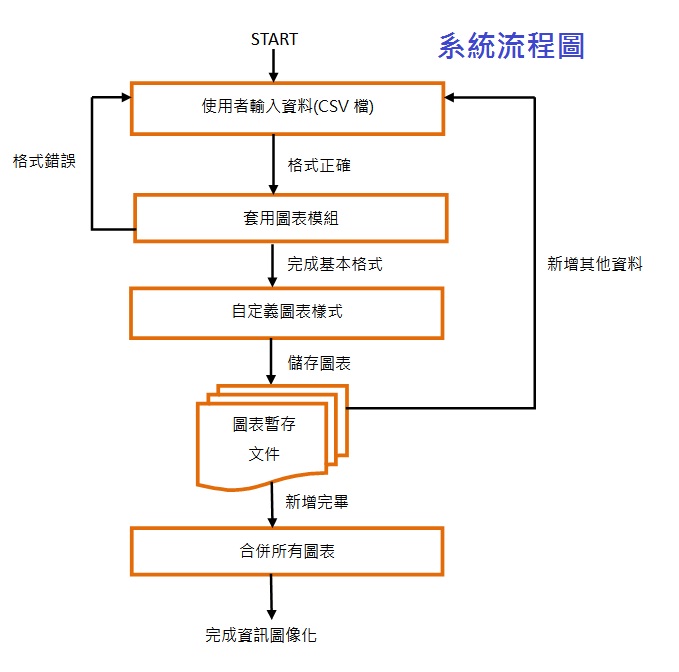 系統流程圖
START
使用者輸入資料(CSV 檔)
格式錯誤
格式正確
套用圖表模組
完成基本格式
新增其他資料
自定義圖表樣式
儲存圖表
圖表暫存
文件
新增完畢
合併所有圖表
完成資訊圖像化